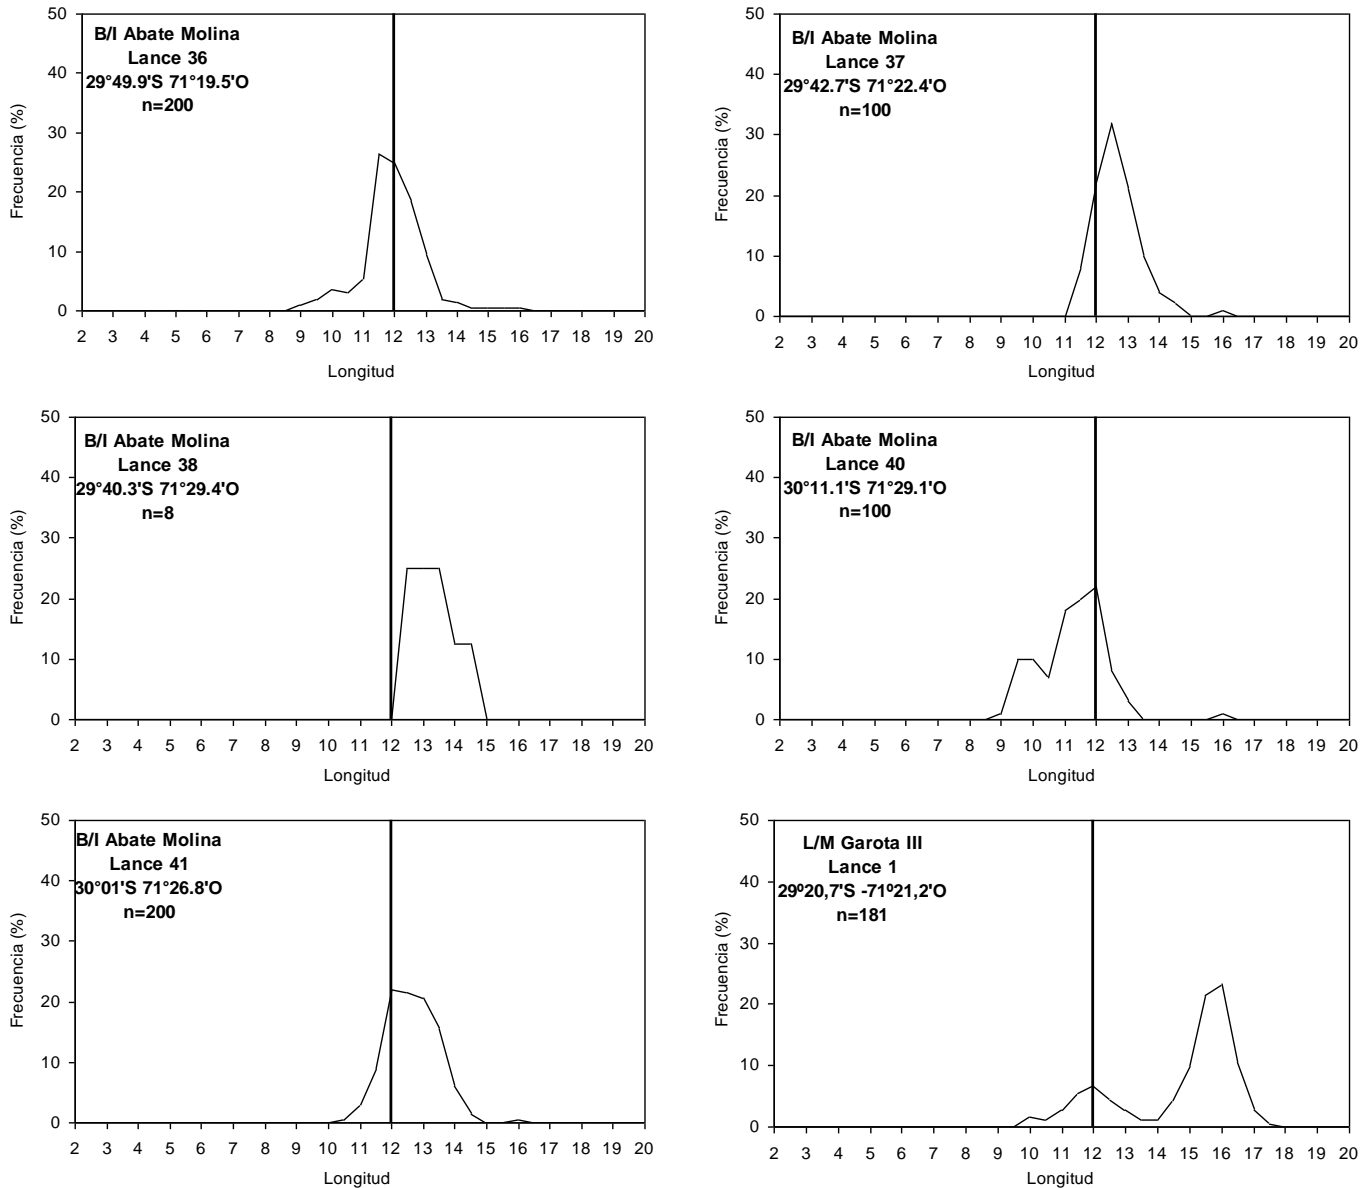 50
40
30
20
10
0
Frecuencia (%)
B/I Abate Molina
Lance 36
29°49.9'S 71°19.5'O
n=200
2 3 4 5 6 7 8 9 10 11 12 13 14 15 16 17 18 19 20
Longitud
50
40
30
20
10
0
Frecuencia (%)
B/I Abate Molina
Lance 37
29°42.7'S 71°22.4'O
n=100
2 3 4 5 6 7 8 9 10 11 12 13 14 15 16 17 18 19 20
Longitud
50
40
30
20
10
0
Frecuencia (%)
B/I Abate Molina
Lance 38
29°40.3'S 71°29.4'O
n=8
2 3 4 5 6 7 8 9 10 11 12 13 14 15 16 17 18 19 20
Longitud
50
40
30
20
10
0
Frecuencia (%)
B/I Abate Molina
Lance 40
30°11.1'S 71°29.1'O
n=100
2 3 4 5 6 7 8 9 10 11 12 13 14 15 16 17 18 19 20
Longitud
50
40
30
20
10
0
Frecuencia (%)
B/I Abate Molina
Lance 41
30°01'S 71°26.8'O
n=200
2 3 4 5 6 7 8 9 10 11 12 13 14 15 16 17 18 19 20
Longitud
50
40
30
20
10
0
Frecuencia (%)
L/M Garota III
Lance 1
29º20,7'S -71º21,2'O
n=181
2 3 4 5 6 7 8 9 10 11 12 13 14 15 16 17 18 19 20
Longitud